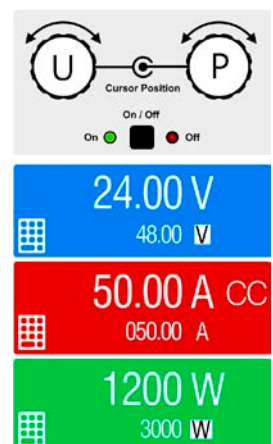 U P
Cursor Position
On / Off
On Off
24.00 V
48.00 V
50.00 A CC
050.00 A
1200 W
3000 W